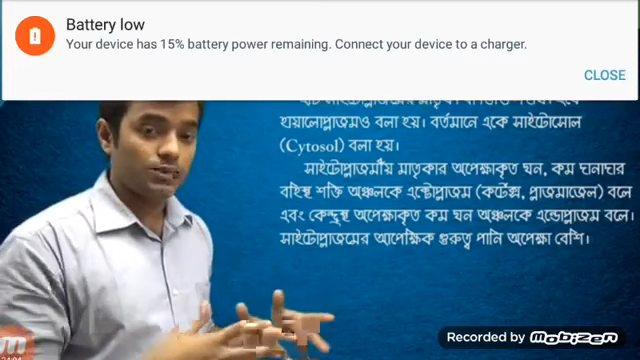 Battery low
Your device has 15% battery power remaining. Connect your device to a charger.
CLOSE
হায়ালোপ্লাজমও বলা হয়। বর্তমানে একে সাইটোসোল
(Cytosol) বলা হয়।
সাইটোপ্লাজমীয় মাতৃকার অপেক্ষাকৃত ঘন, কম দানাদার
বহিস্থ শক্ত অঞ্চলকে এক্টোপ্লাজম (কর্টেক্স, প্লাজমাজেল) বলে
এবং কেন্দ্রস্থ অপেক্ষাকৃত কম ঘন অঞ্চলকে এন্ডোপ্লাজম বলে।
সাইটোপ্লাজমের আপেক্ষিক গুরুত্ব পানি অপেক্ষা বেশি।
Recorded by mobizen